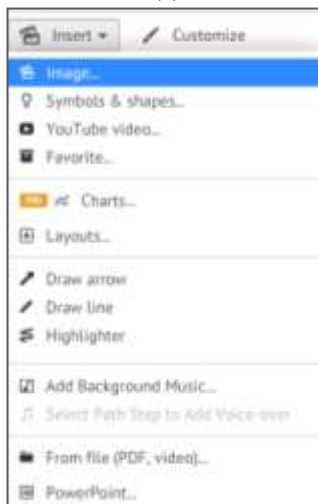 Insert Customize
Image...
Symbols & shapes...
YouTube video...
Favorite...
Charts...
Layouts...
Draw arrow
Draw line
Highlighter
Add Background Music...
Select Path Step to Add Voice-over
From file (PDF, video)...
PowerPoint...